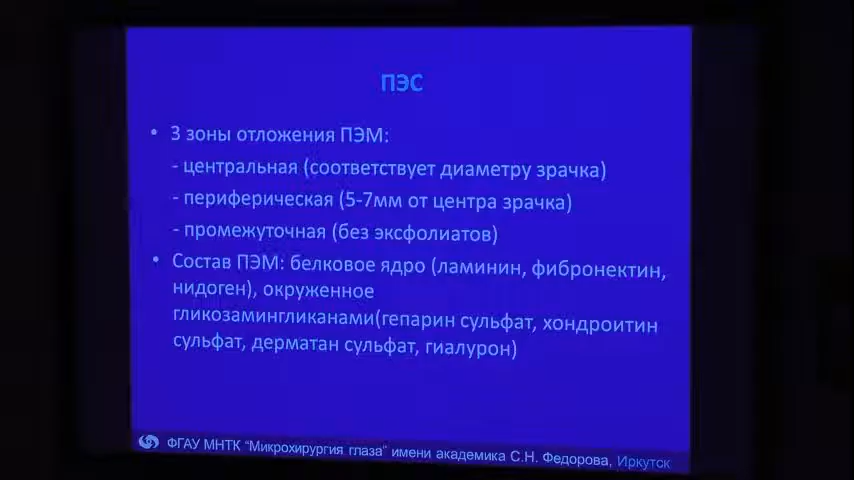 ПЭС
• 3 зоны отложения ПЭМ:
- центральная (соответствует диаметру зрачка)
- периферическая (5-7мм от центра зрачка)
- промежуточная (без эксфолиатов)
• Состав ПЭМ: белковое ядро (ламинин, фибронектин,
нидоген), окруженное
гликозамингликанами(гепарин сульфат, хондроитин
сульфат, дерматан сульфат, гиалурон)
ФГАУ МНТК "Микрохирургия глаза" имени академика С.Н. Федорова, Иркутск